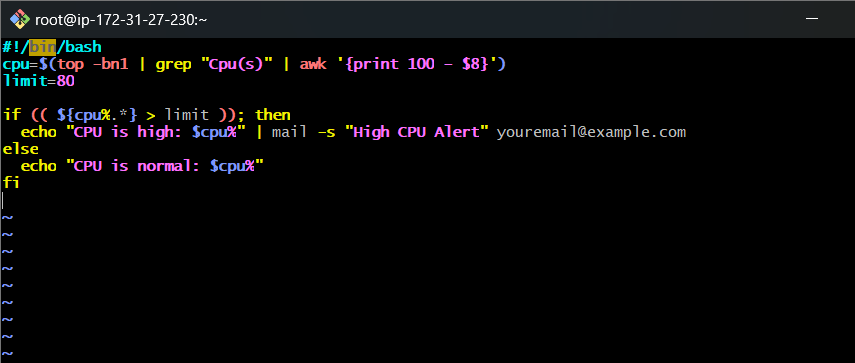 root@ip-172-31-27-230:~
#!/bin/bash
cpu=$(top -bn1 | grep "Cpu(s)" | awk '{print 100 - $8}')
limit=80

if (( ${cpu%.*} > limit )); then
  echo "CPU is high: $cpu%" | mail -s "High CPU Alert" youremail@example.com
else
  echo "CPU is normal: $cpu%"
fi

~
~
~
~
~
~
~
~
~